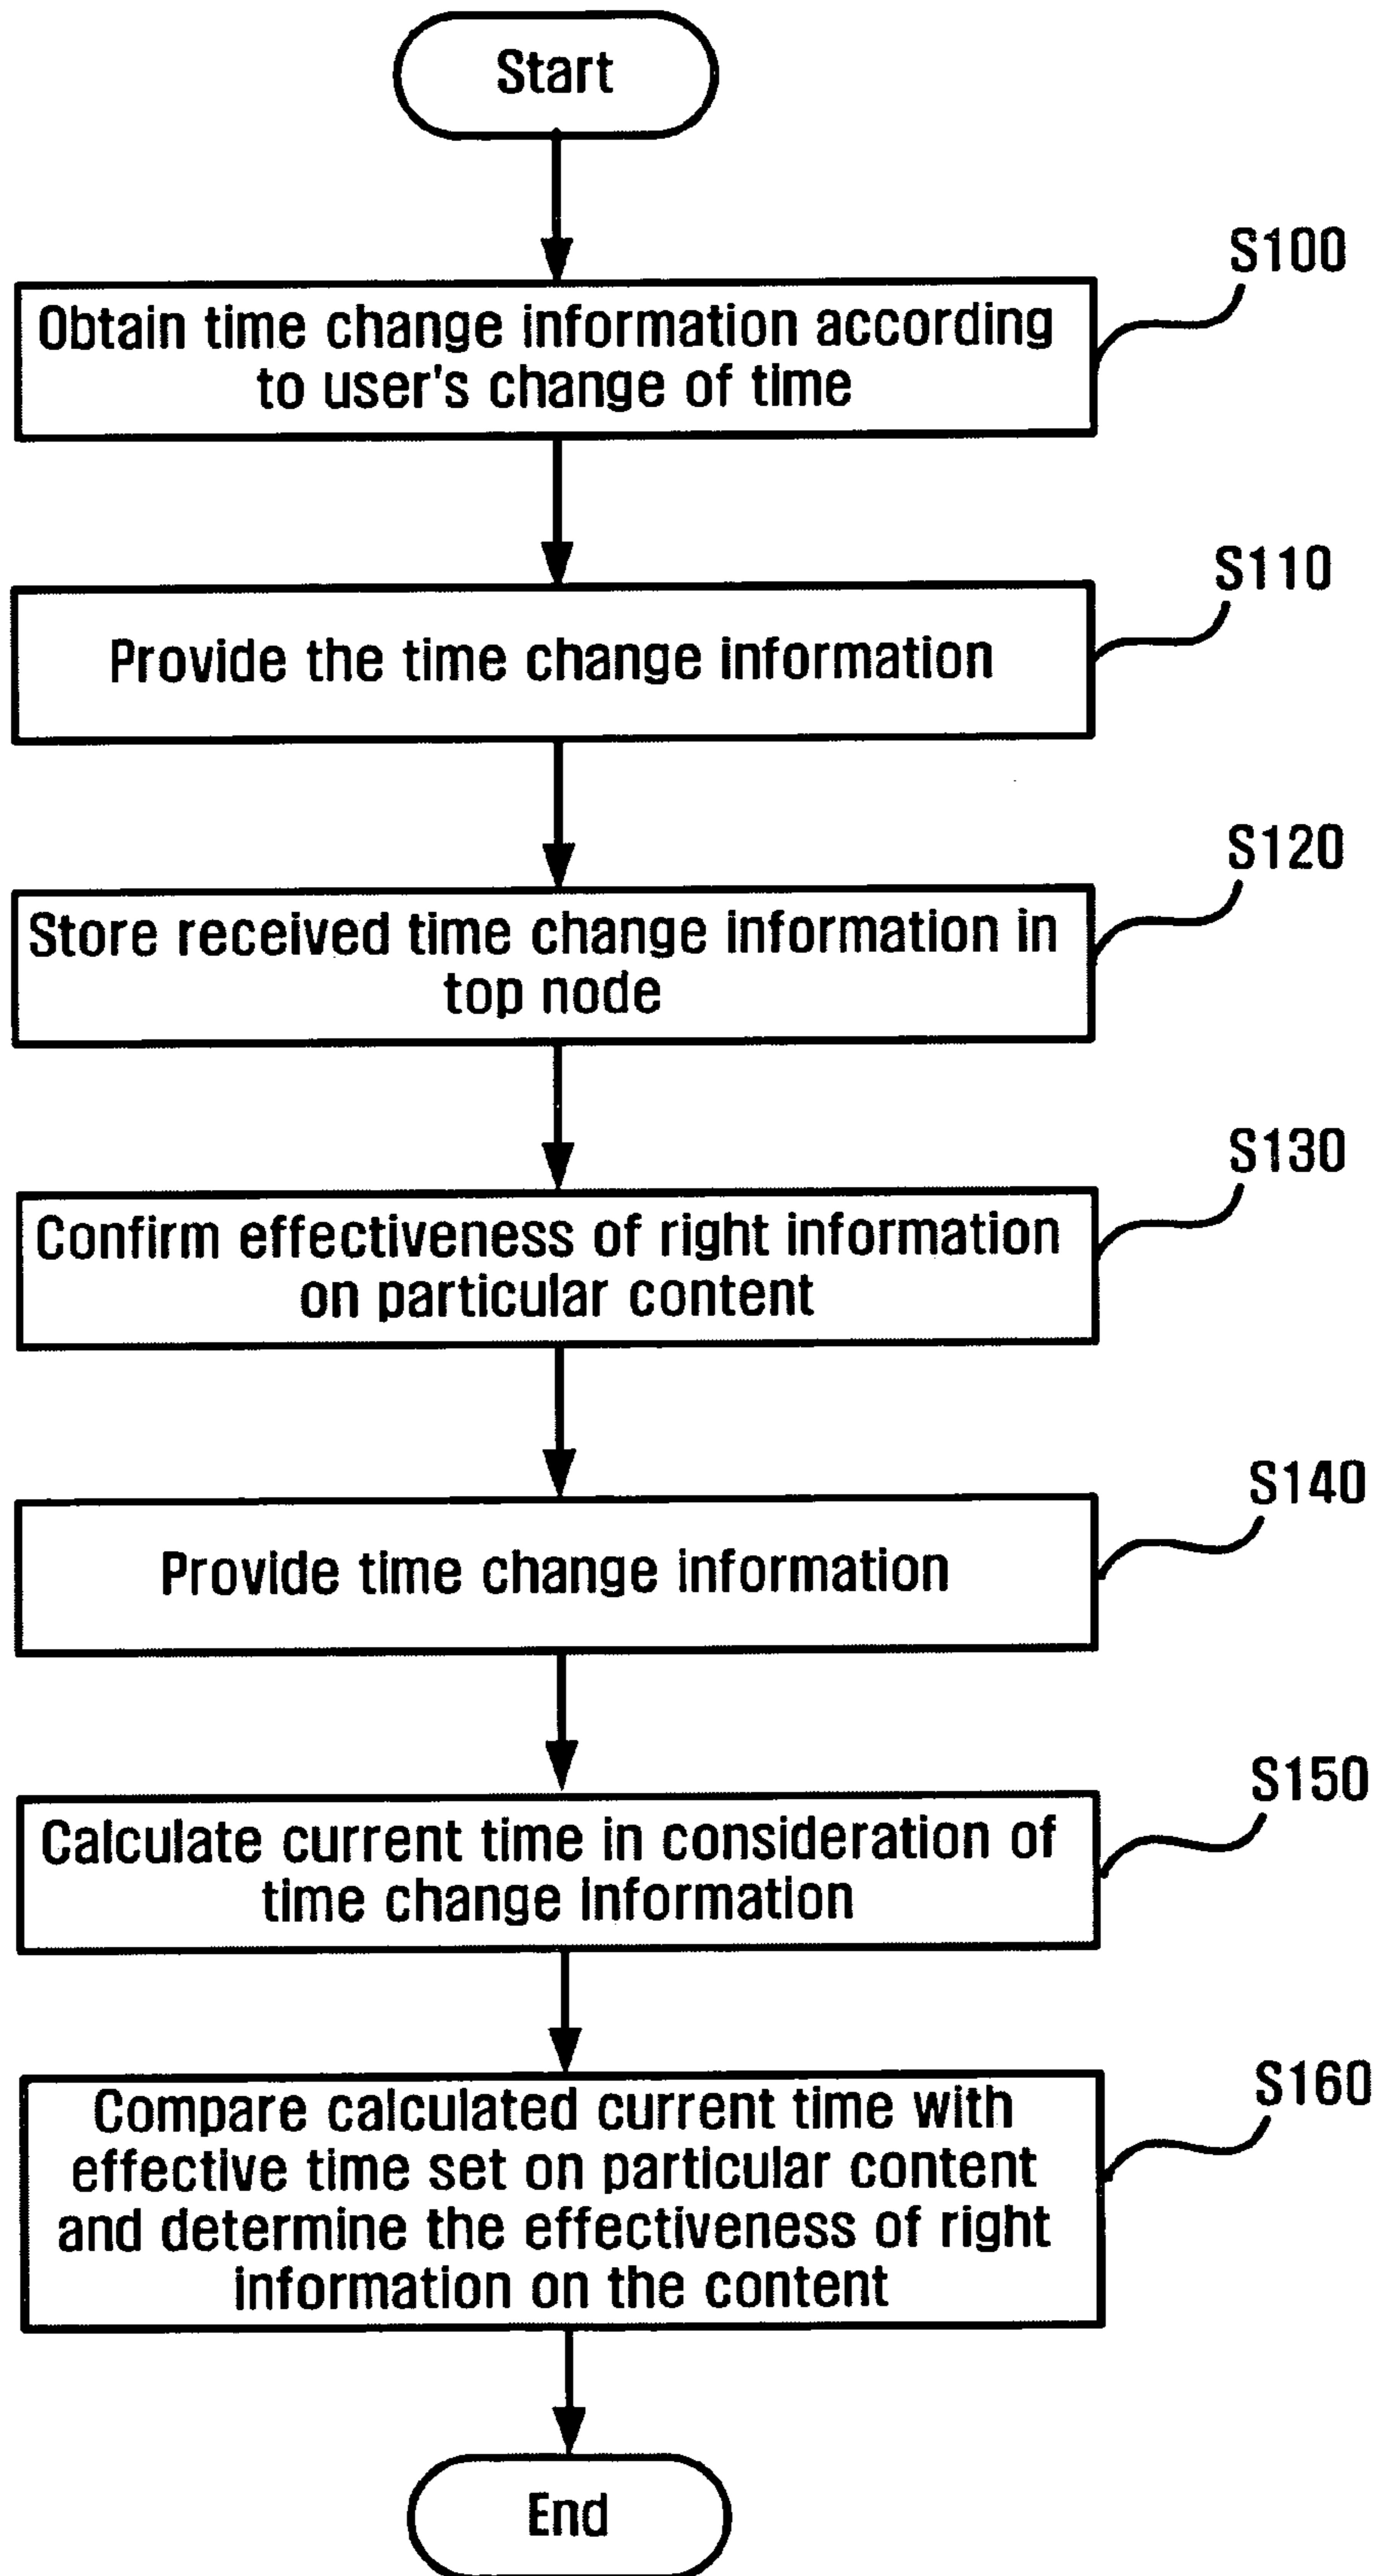 Start
S100
Obtain time change information according
to user's change of time
S110
Provide the time change information
S120
Store received time change information in
top node
S130
Confirm effectiveness of right information
on particular content
S140
Provide time change information
S150
Calculate current time in consideration of
time change information
S160
Compare calculated current time with
effective time set on particular content
and determine the effectiveness of right
information on the content
End